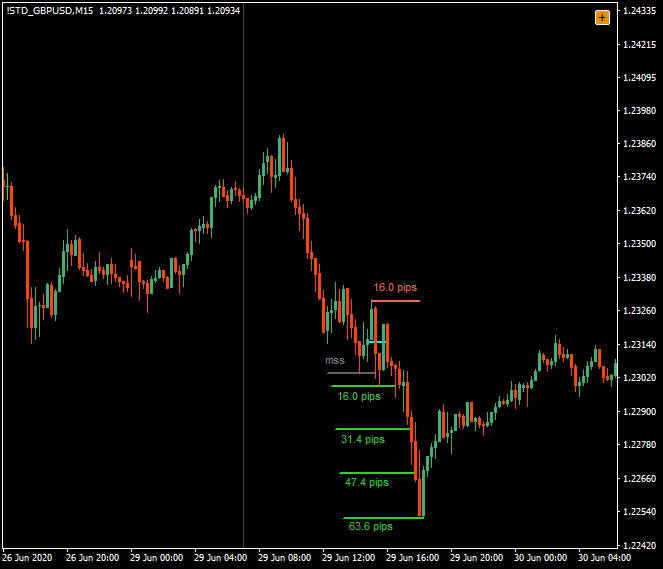 !STD_GBPUSD,M15 1.20973 1.20992 1.20891 1.20934
+
1.24335
1.24215
1.24095
1.23980
1.23860
1.23740
1.23620
1.23500
1.23380
1.23260
1.23140
1.23020
1.22900
1.22780
1.22660
1.22540
1.22420
16.0 pips
mss
16.0 pips
31.4 pips
47.4 pips
63.6 pips
26 Jun 2020 26 Jun 20:00 29 Jun 00:00 29 Jun 04:00 29 Jun 08:00 29 Jun 12:00 29 Jun 16:00 29 Jun 20:00 30 Jun 00:00 30 Jun 04:00